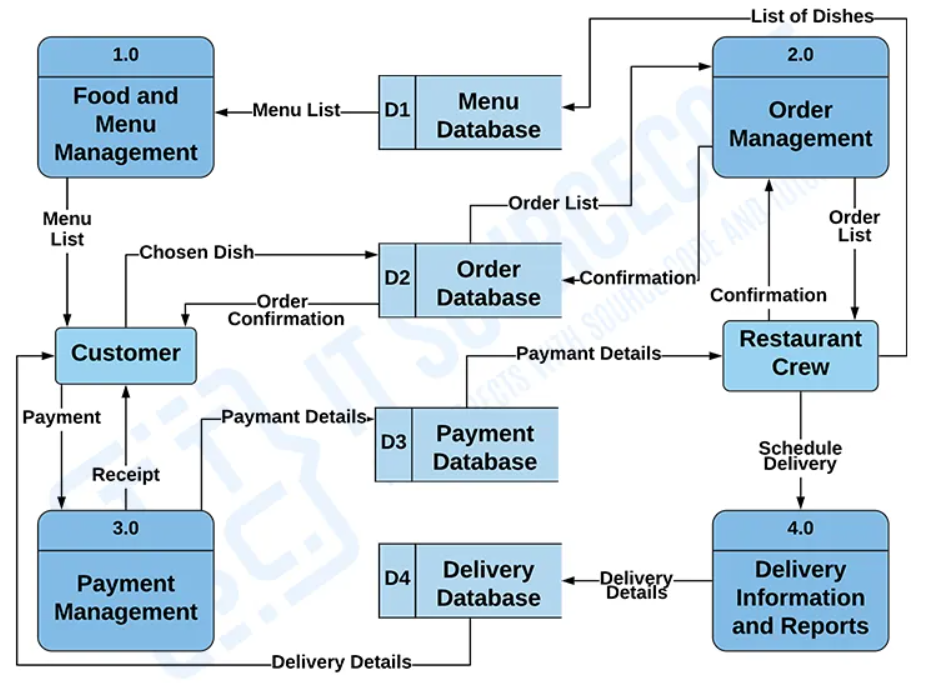 List of Dishes
1.0
Food and
Menu
Management
Menu List
D1
Menu
Database
2.0
Order
Management
Menu
List
Order List
Order
List
Chosen Dish
D2
Order
Database
Confirmation
Confirmation
Order
Confirmation
Customer
Restaurant
Crew
Paymant Details
Payment
Paymant Details
D3
Payment
Database
Receipt
Schedule
Delivery
3.0
Payment
Management
D4
Delivery
Database
Delivery
Details
4.0
Delivery
Information
and Reports
Delivery Details